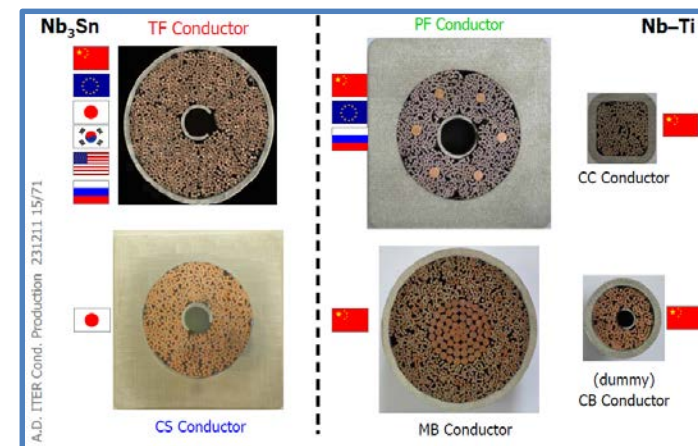 Nb₃Sn
TF Conductor
PF Conductor
Nb–Ti
CC Conductor
CS Conductor
MB Conductor
(dummy)
CB Conductor
A.D. ITER Cond. Production 231211 15/71